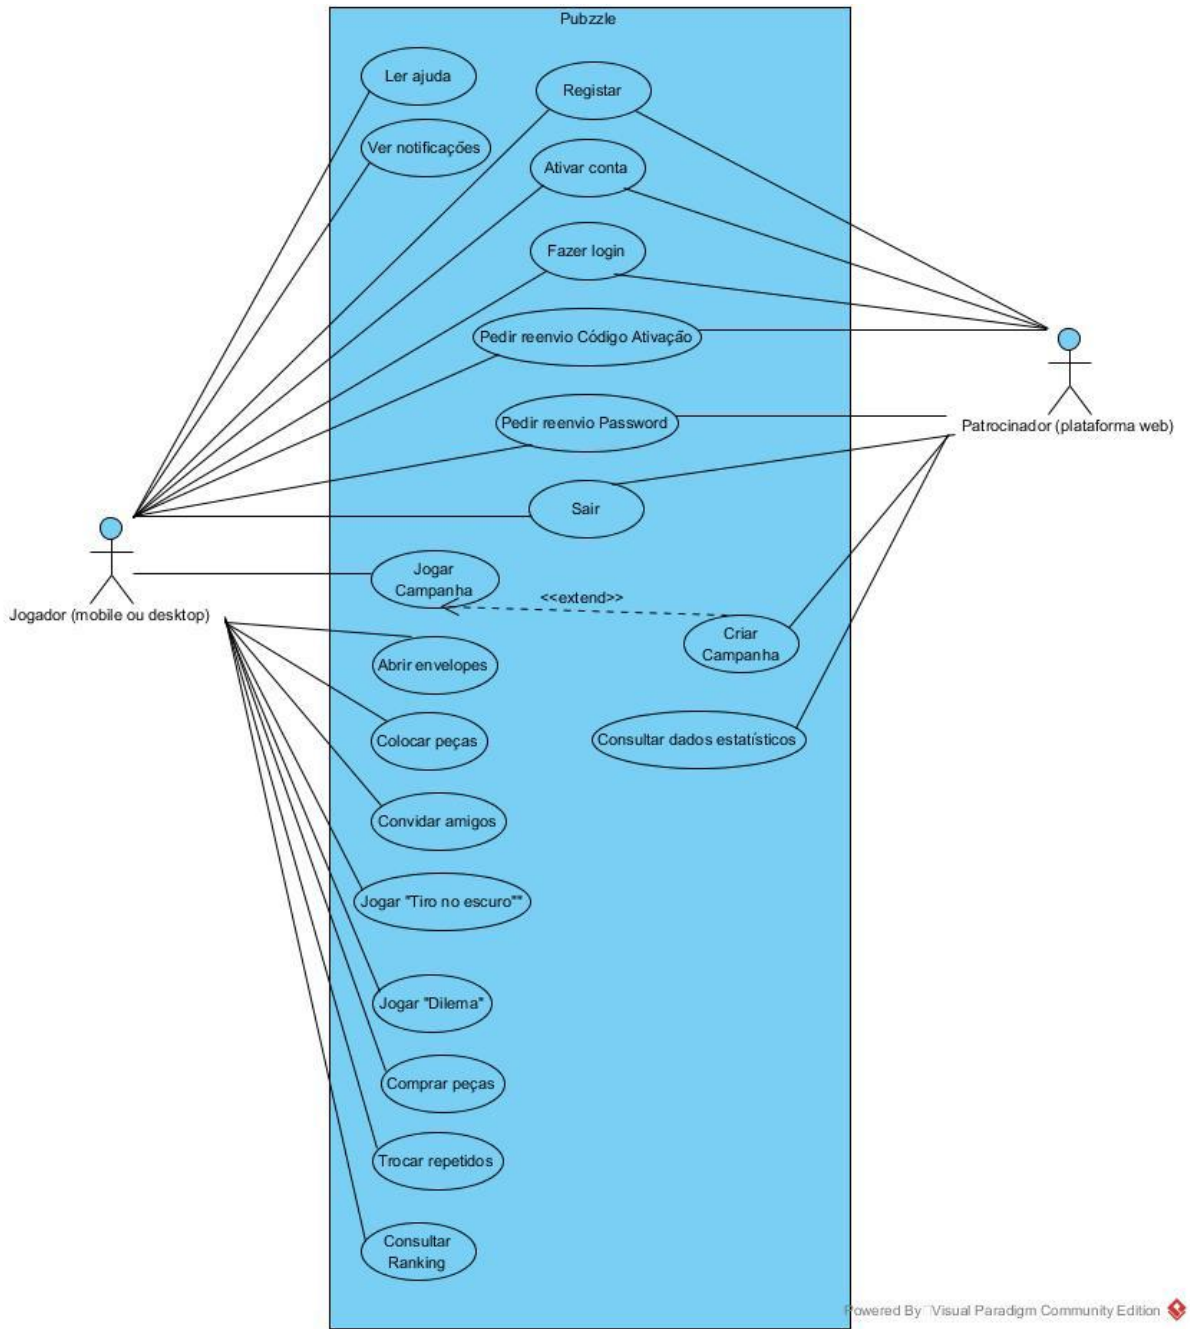 Pubzzle
Ler ajuda
Registar
Ver notificações
Ativar conta
Fazer login
Pedir reenvio Código Ativação
Pedir reenvio Password
Patrocinador (plataforma web)
Sair
Jogar
Campanha
<<extend>>
Jogador (mobile ou desktop)
Criar
Campanha
Abrir envelopes
Colocar peças
Consultar dados estatísticos
Convidar amigos
Jogar "Tiro no escuro""
Jogar "Dilema"
Comprar peças
Trocar repetidos
Consultar
Ranking
Powered By Visual Paradigm Community Edition